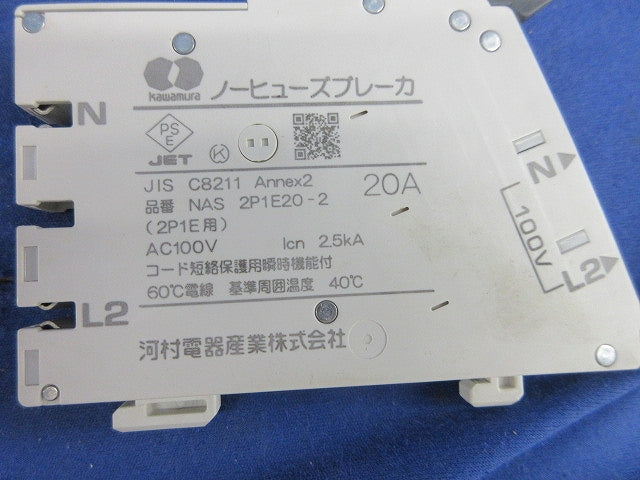 kawamura
ノーヒューズブレーカ
N
PS
E
JET
K
JIS C8211 Annex2
20A
品番 NAS 2P1E20-2
(2P1E用)
AC100V Icn 2.5kA
コード短絡保護用瞬時機能付
60℃電線 基準周囲温度 40℃
L2
河村電器産業株式会社
N
100V
L2